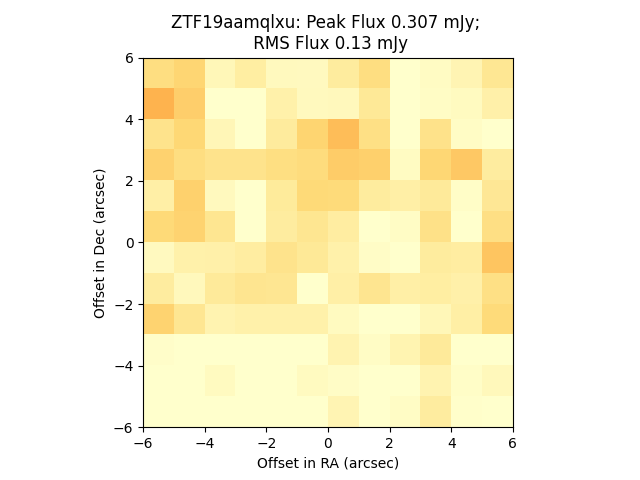 ZTF19aamqlxu: Peak Flux 0.307 mJy;
RMS Flux 0.13 mJy
6
4
2
0
−2
−4
−6
Offset in Dec (arcsec)
−6 −4 −2 0 2 4 6
Offset in RA (arcsec)